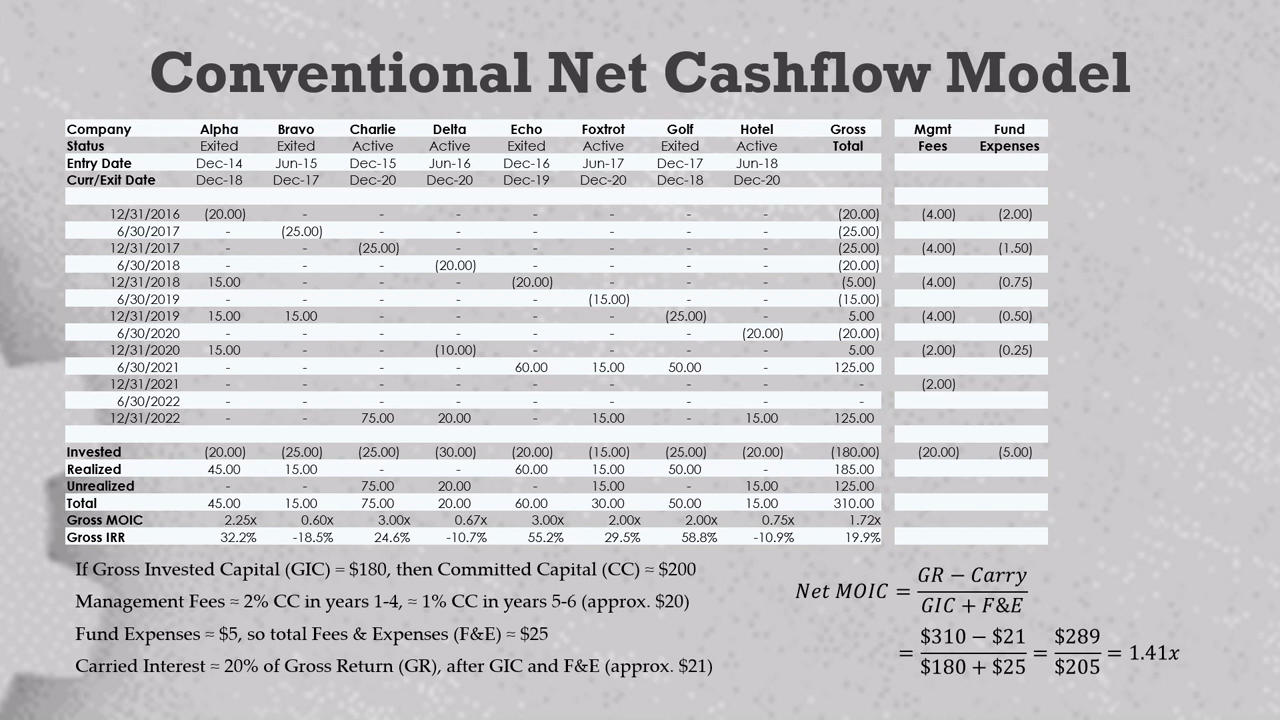 Conventional Net Cashflow Model
Company Alpha Bravo Charlie Delta Echo Foxtrot Golf Hotel Gross Mgmt Fund
Status Exited Exited Active Active Exited Active Exited Active Total Fees Expenses
Entry Date Dec-14 Jun-15 Dec-15 Jun-16 Dec-16 Jun-17 Dec-17 Jun-18
Curr/Exit Date Dec-18 Dec-17 Dec-20 Dec-20 Dec-19 Dec-20 Dec-18 Dec-20
12/31/2016 (20.00) - - - - - - - (20.00) (4.00) (2.00)
6/30/2017 - (25.00) - - - - - - (25.00)
12/31/2017 - - (25.00) - - - - - (25.00) (4.00) (1.50)
6/30/2018 - - - (20.00) - - - - (20.00)
12/31/2018 15.00 - - - (20.00) - - - (5.00) (4.00) (0.75)
6/30/2019 - - - - - (15.00) - - (15.00)
12/31/2019 15.00 15.00 - - - - (25.00) - 5.00 (4.00) (0.50)
6/30/2020 - - - - - - - (20.00) (20.00)
12/31/2020 15.00 - - (10.00) - - - - 5.00 (2.00) (0.25)
6/30/2021 - - - - 60.00 15.00 50.00 - 125.00
12/31/2021 - - - - - - - - - (2.00)
6/30/2022 - - - - - - - - -
12/31/2022 - - 75.00 20.00 - 15.00 - 15.00 125.00
Invested (20.00) (25.00) (25.00) (30.00) (20.00) (15.00) (25.00) (20.00) (180.00) (20.00) (5.00)
Realized 45.00 15.00 - - 60.00 15.00 50.00 - 185.00
Unrealized - - 75.00 20.00 - 15.00 - 15.00 125.00
Total 45.00 15.00 75.00 20.00 60.00 30.00 50.00 15.00 310.00
Gross MOIC 2.25x 0.60x 3.00x 0.67x 3.00x 2.00x 2.00x 0.75x 1.72x
Gross IRR 32.2% -18.5% 24.6% -10.7% 55.2% 29.5% 58.8% -10.9% 19.9%
If Gross Invested Capital (GIC) = $180, then Committed Capital (CC) ≈ $200
Management Fees ≈ 2% CC in years 1-4, ≈ 1% CC in years 5-6 (approx. $20)
Fund Expenses ≈ $5, so total Fees & Expenses (F&E) ≈ $25
Carried Interest ≈ 20% of Gross Return (GR), after GIC and F&E (approx. $21)
Net MOIC = GR − Carry / GIC + F&E
= $310 − $21 / $180 + $25 = $289 / $205 = 1.41x